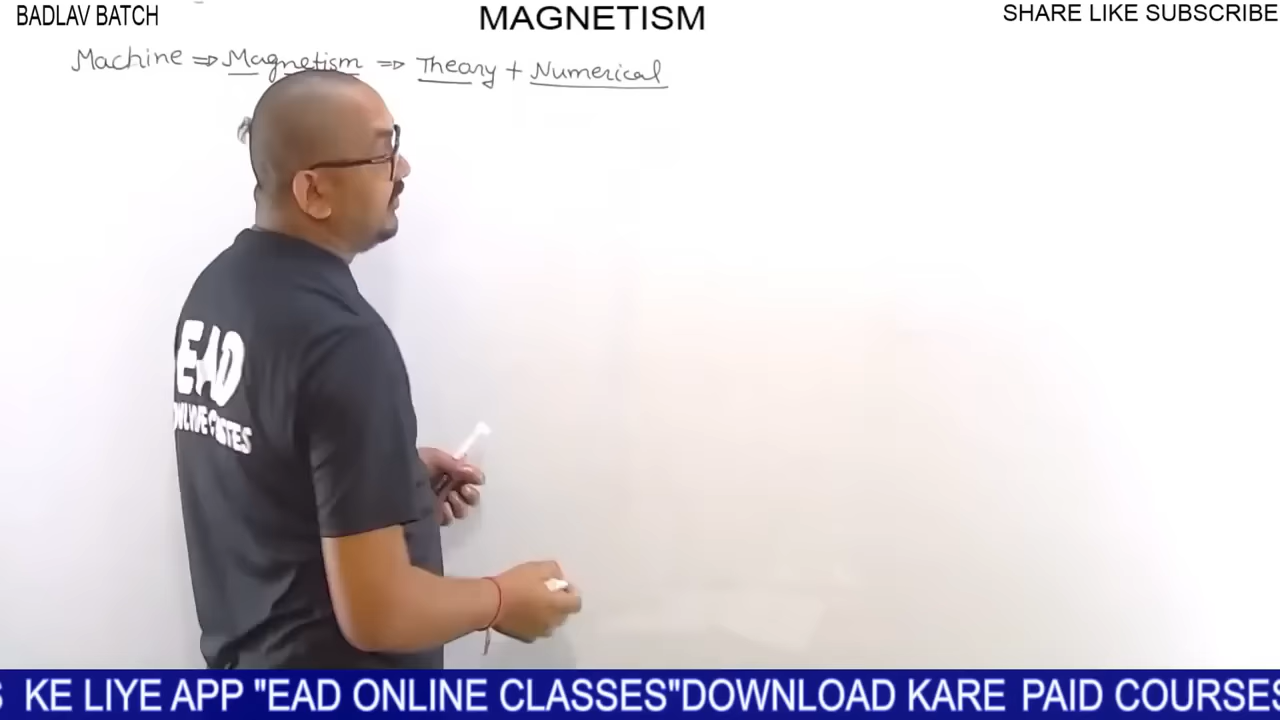 BADLAV BATCH
MAGNETISM
SHARE LIKE SUBSCRIBE
Machine ⇒ Magnetism ⇒ Theory + Numerical
EAD
KE LIYE APP "EAD ONLINE CLASSES"DOWNLOAD KARE PAID COURSES